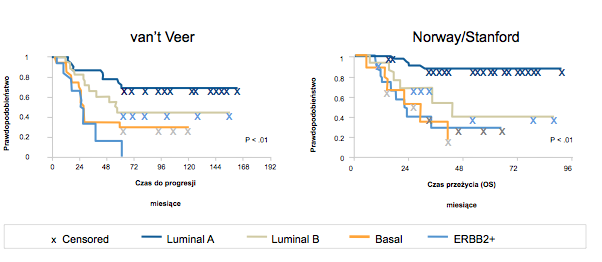 van't Veer
Norway/Stanford
Prawdopodobieństwo
1
0.8
0.6
0.4
0.2
0
P < .01
0 24 48 72 96 120 144 168 192
Czas do progresji
miesiące
Prawdopodobieństwo
1
0.8
0.6
0.4
0.2
0
P < .01
0 24 48 72 96
Czas przeżycia (OS)
miesiące
x Censored Luminal A Luminal B Basal ERBB2+